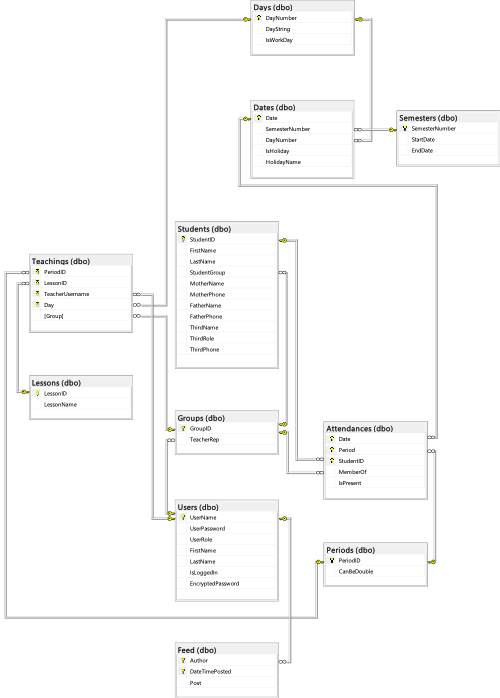 Days (dbo)
DayNumber
DayString
IsWorkDay
Dates (dbo)
Date
SemesterNumber
DayNumber
IsHoliday
HolidayName
Semesters (dbo)
SemesterNumber
StartDate
EndDate
Students (dbo)
StudentID
FirstName
LastName
StudentGroup
MotherName
MotherPhone
FatherName
FatherPhone
ThirdName
ThirdRole
ThirdPhone
Teachings (dbo)
PeriodID
LessonID
TeacherUsername
Day
[Group]
Lessons (dbo)
LessonID
LessonName
Groups (dbo)
GroupID
TeacherRep
Attendances (dbo)
Date
Period
StudentID
MemberOf
IsPresent
Users (dbo)
UserName
UserPassword
UserRole
FirstName
LastName
IsLoggedIn
EncryptedPassword
Periods (dbo)
PeriodID
CanBeDouble
Feed (dbo)
Author
DateTimePosted
Post